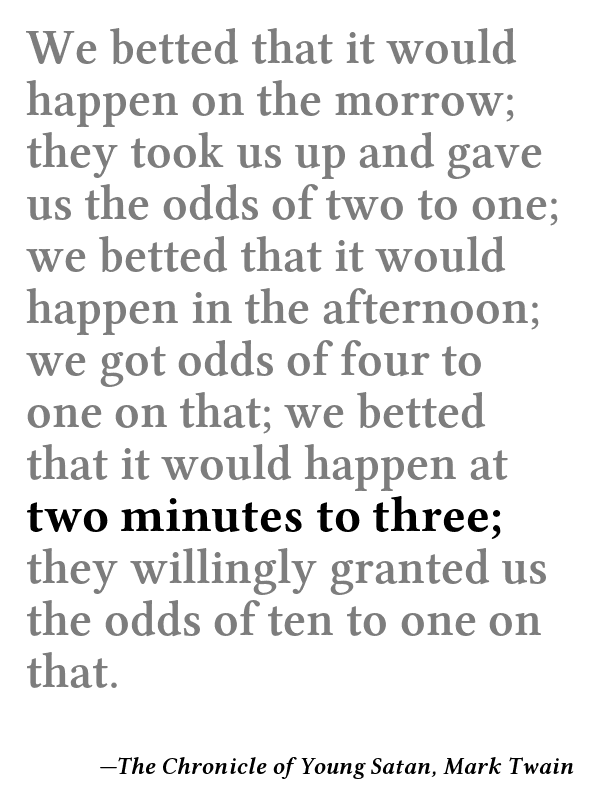 We betted that it would
happen on the morrow;
they took us up and gave
us the odds of two to one;
we betted that it would
happen in the afternoon;
we got odds of four to
one on that; we betted
that it would happen at
two minutes to three;
they willingly granted us
the odds of ten to one on
that.
—The Chronicle of Young Satan, Mark Twain